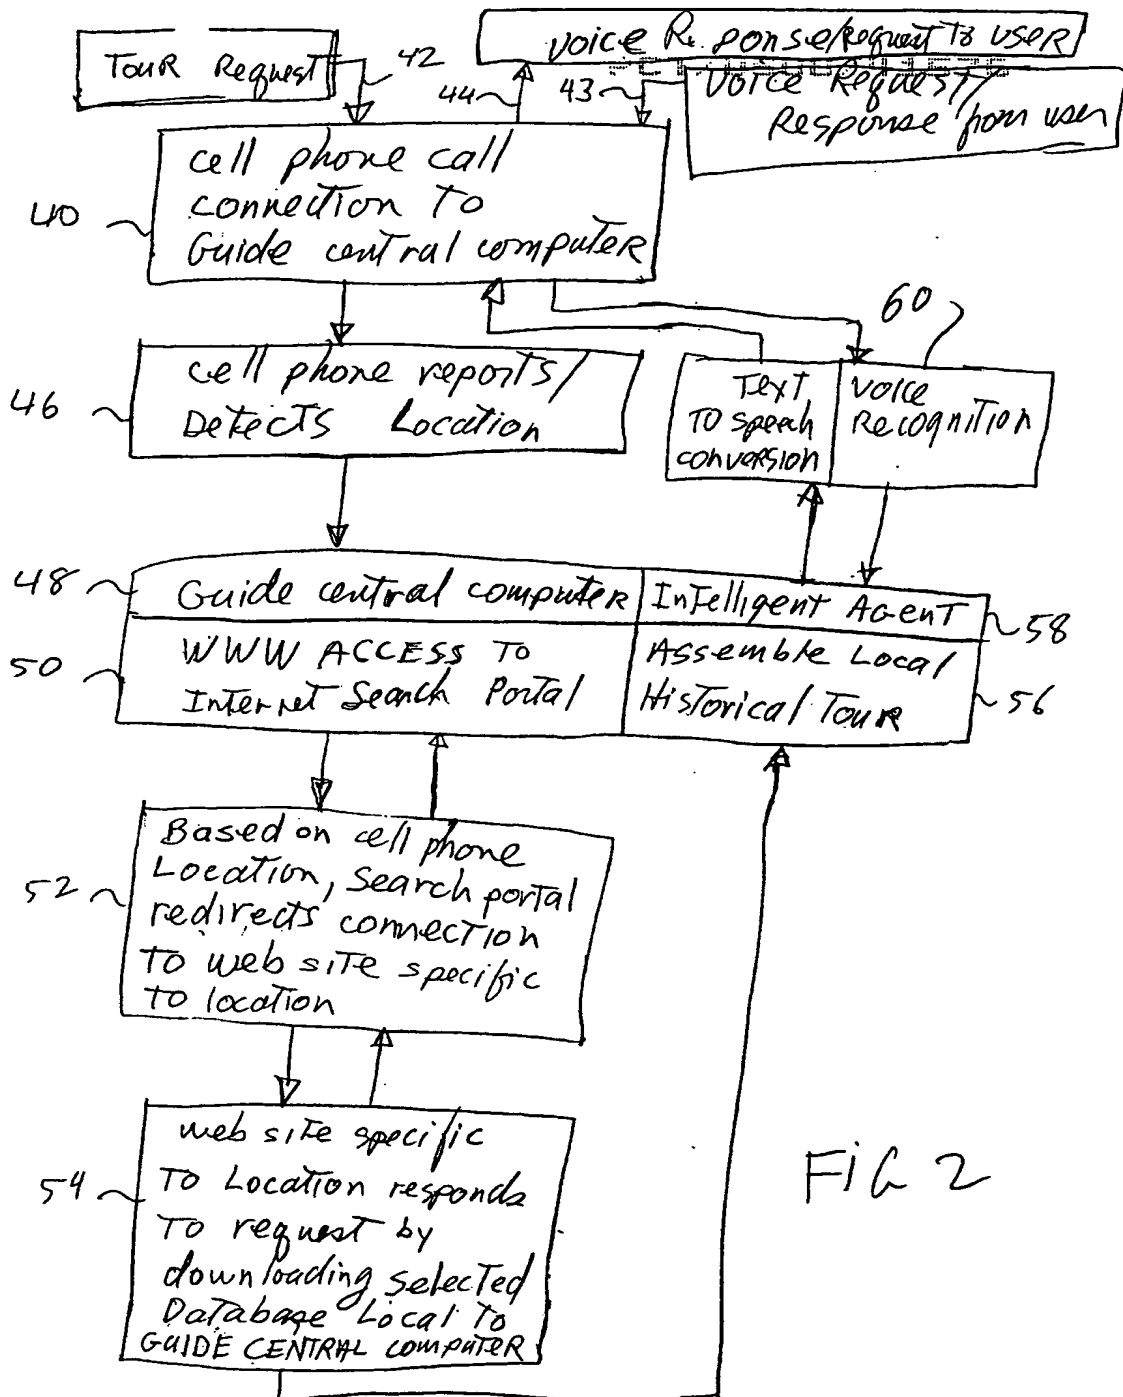 Tour Request
42
Voice R. ponse/Request To user
44
43
Voice Request/
Response from user
cell phone call
connection To
Guide central computer
40
60
cell phone reports/
Detects Location
46
Text
To speech
conversion
Voice
Recognition
48
Guide central computer
Intelligent Agent
58
50
WWW ACCESS To
Internet Search Portal
Assemble Local
Historical Tour
56
Based on cell phone
Location, Search portal
redirects connection
To web site specific
To location
52
web site specific
To Location responds
To request by
downloading selected
Database Local To
GUIDE CENTRAL computer
54
FIG 2